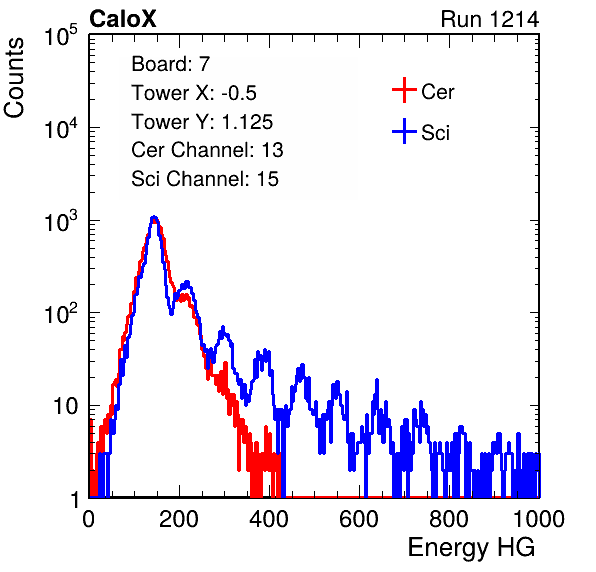 CaloX Run 1214
Counts
Board: 7
Tower X: -0.5
Tower Y: 1.125
Cer Channel: 13
Sci Channel: 15
Cer
Sci
10^5
10^4
10^3
10^2
10
1
0 200 400 600 800 1000
Energy HG